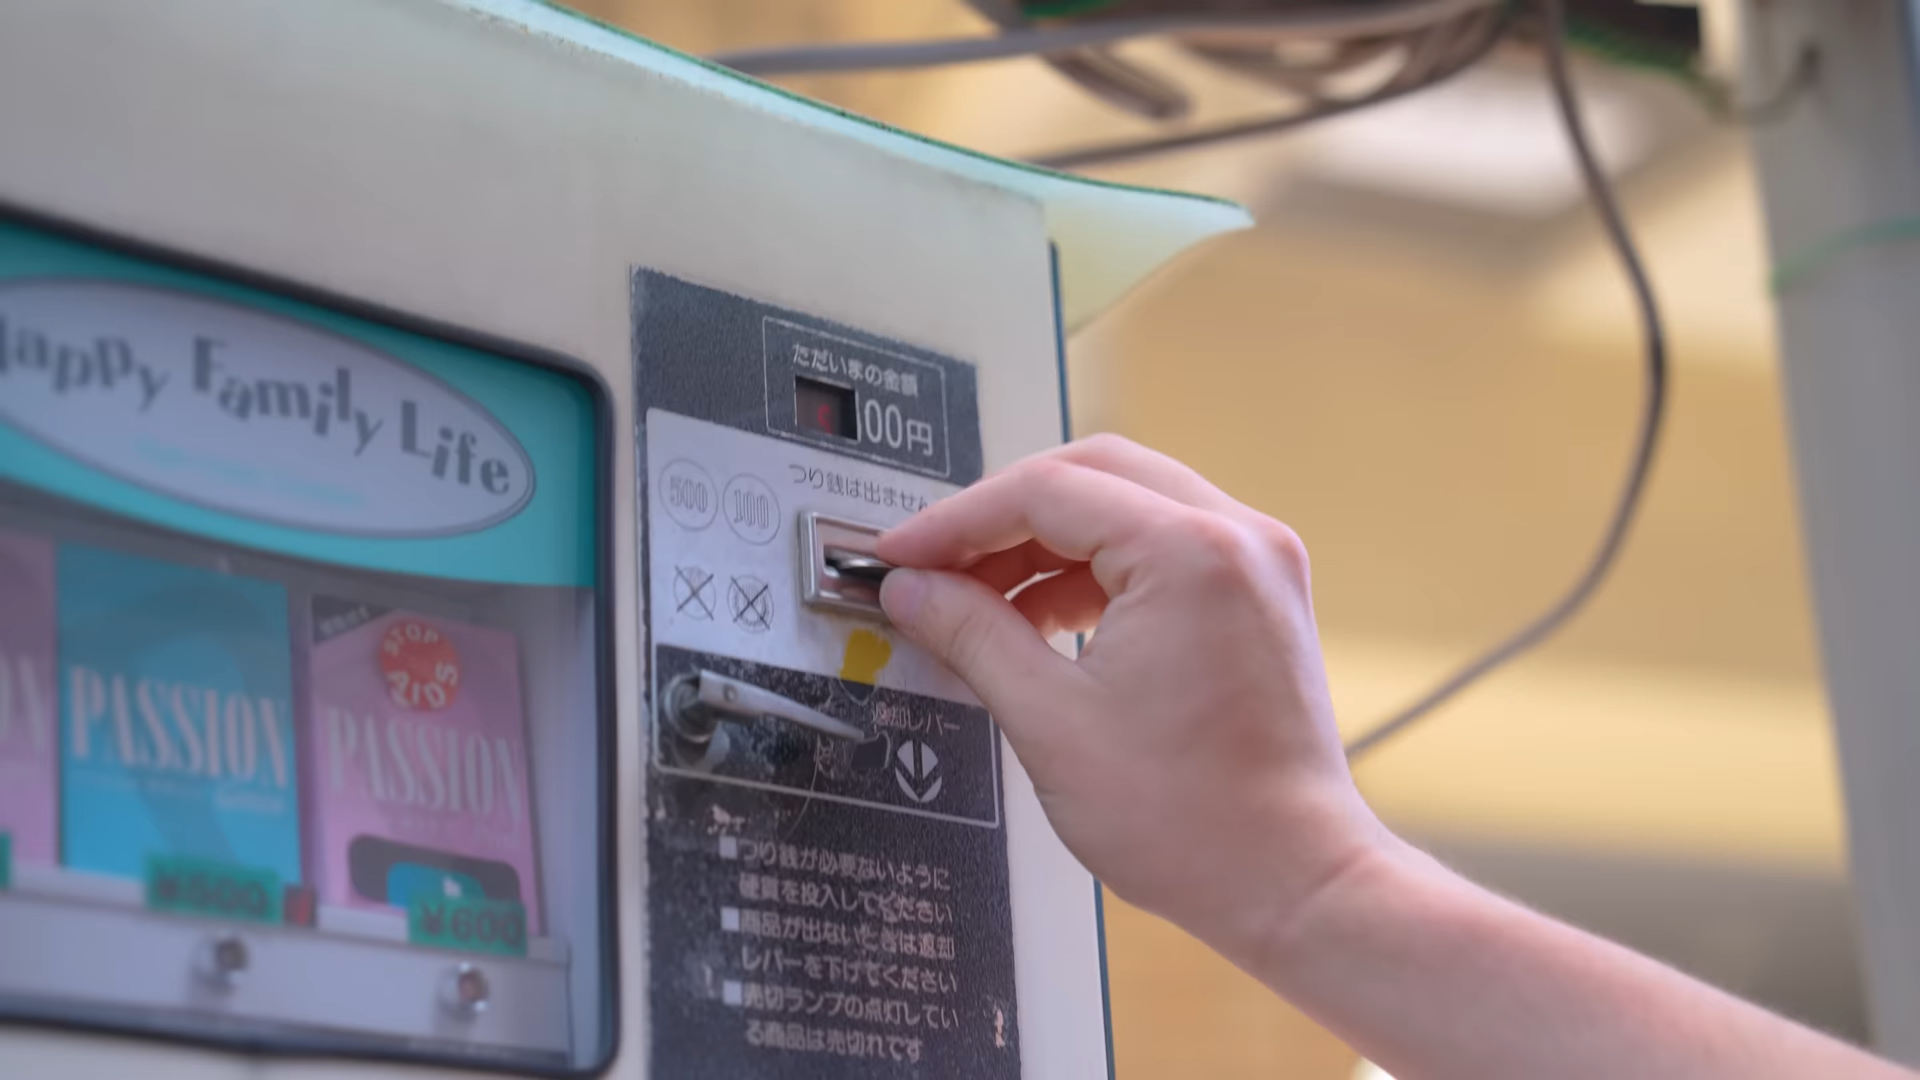 Happy Family Life
STOP
AIDS
PASSION
PASSION
¥500
¥600
ただいまの金額
00円
つり銭は出ません
500 100
返却レバー
■つり銭が必要ないように
硬貨を投入してください
■商品が出ないときは返却
レバーを下げてください
■売切ランプの点灯してい
る商品は売切れです